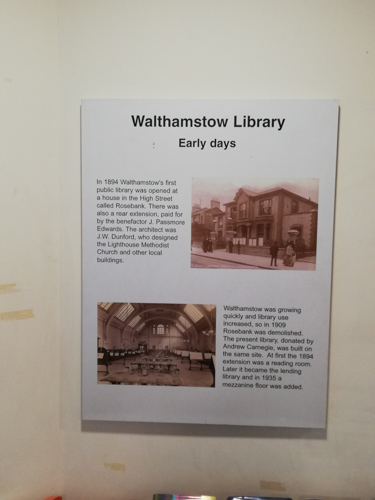 Walthamstow Library
Early days
In 1894 Walthamstow's first
public library was opened at
a house in the High Street
called Rosebank. There was
also a rear extension, paid for
by the benefactor J. Passmore
Edwards. The architect was
J.W. Dunford, who designed
the Lighthouse Methodist
Church and other local
buildings.
Walthamstow was growing
quickly and library use
increased, so in 1909
Rosebank was demolished.
The present library, donated by
Andrew Carnegie, was built on
the same site. At first the 1894
extension was a reading room.
Later it became the lending
library and in 1935 a
mezzanine floor was added.